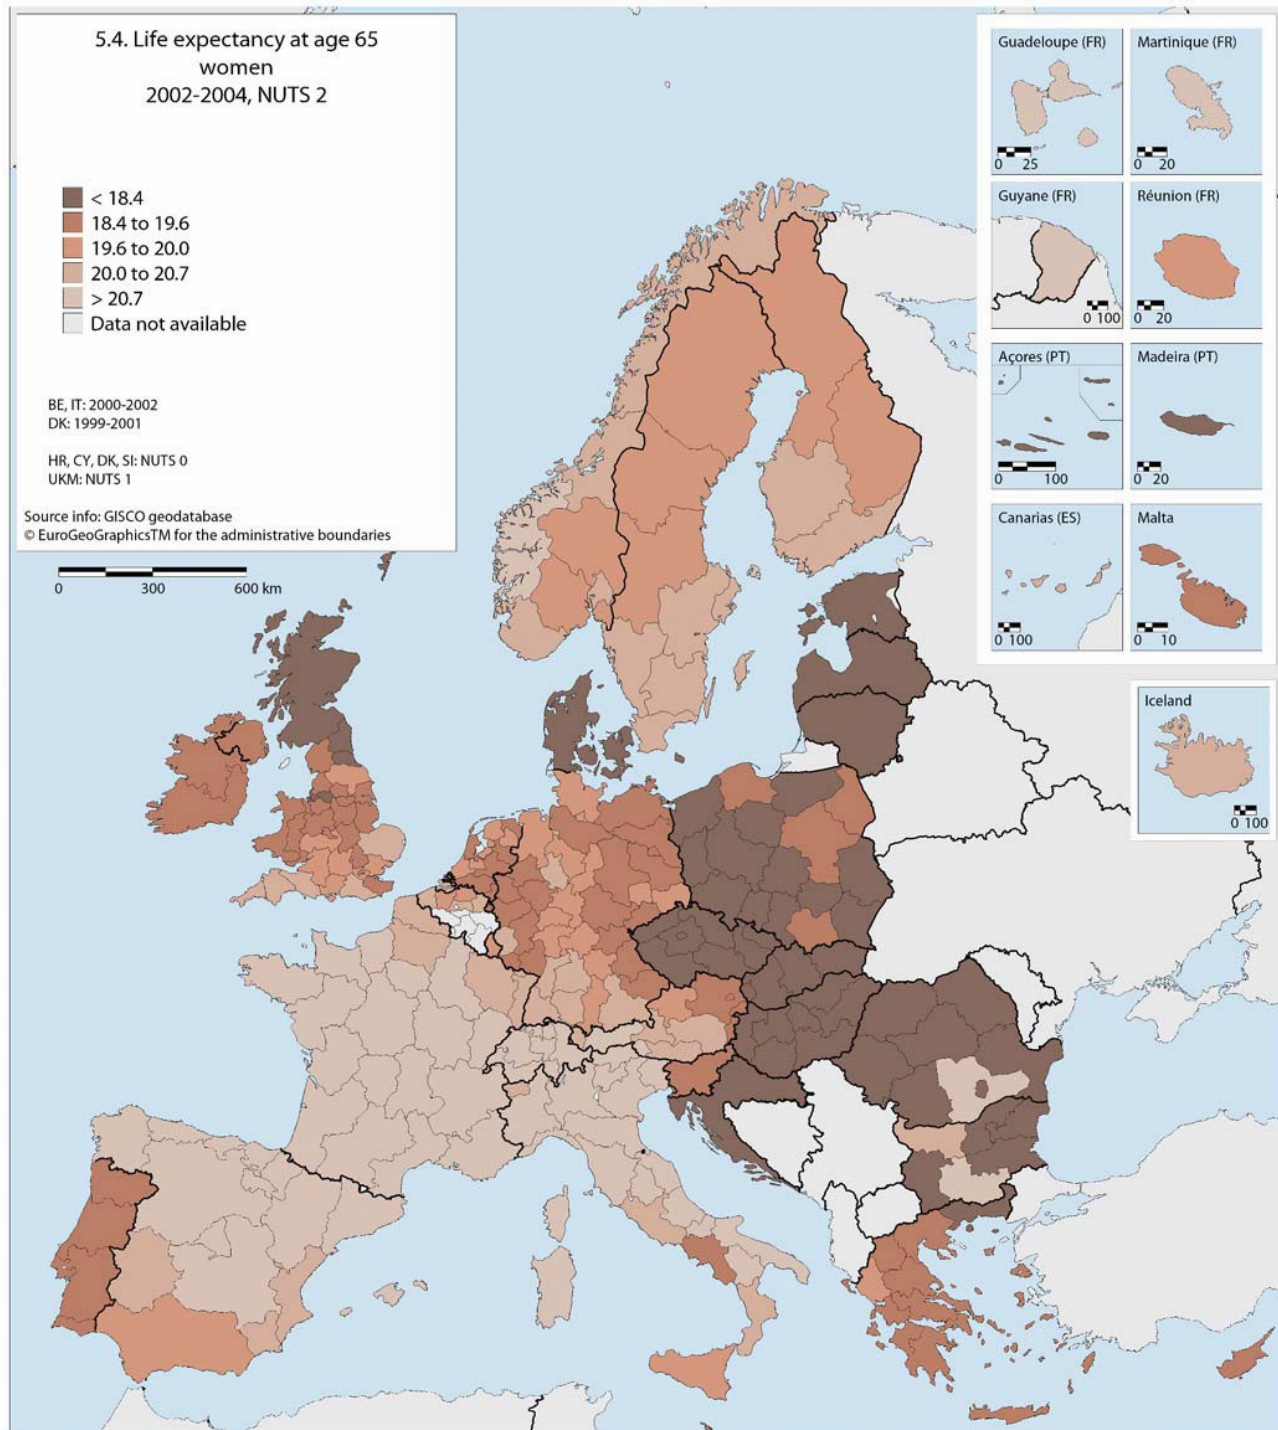 5.4. Life expectancy at age 65
women
2002-2004, NUTS 2
< 18.4
18.4 to 19.6
19.6 to 20.0
20.0 to 20.7
> 20.7
Data not available
BE, IT: 2000-2002
DK: 1999-2001
HR, CY, DK, SI: NUTS 0
UKM: NUTS 1
Source info: GISCO geodatabase
© EuroGeoGraphicsTM for the administrative boundaries
0 300 600 km
Guadeloupe (FR)
0 25
Martinique (FR)
0 20
Guyane (FR)
0 100
Réunion (FR)
0 20
Açores (PT)
0 100
Madeira (PT)
0 20
Canarias (ES)
0 100
Malta
0 10
Iceland
0 100